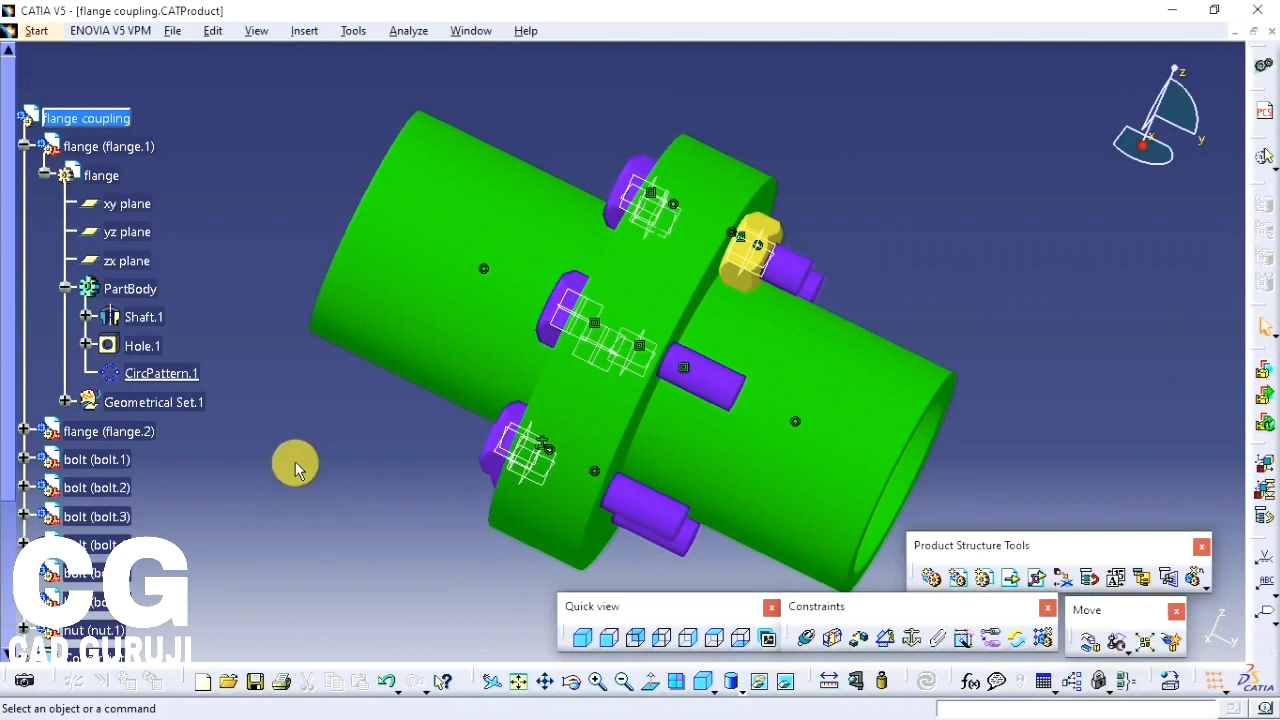 CATIA V5 - [flange coupling.CATProduct]
Start ENOVIA V5 VPM File Edit View Insert Tools Analyze Window Help
flange coupling
flange (flange.1)
flange
xy plane
yz plane
zx plane
PartBody
Shaft.1
Hole.1
CircPattern.1
Geometrical Set.1
flange (flange.2)
bolt (bolt.1)
bolt (bolt.2)
bolt (bolt.3)
nut (nut.1)
CG
CAD GURUJI
z
y
x
PCS
ABC
Product Structure Tools
Quick view
Constraints
Move
z
x
y
f(x)
CATIA
Select an object or a command